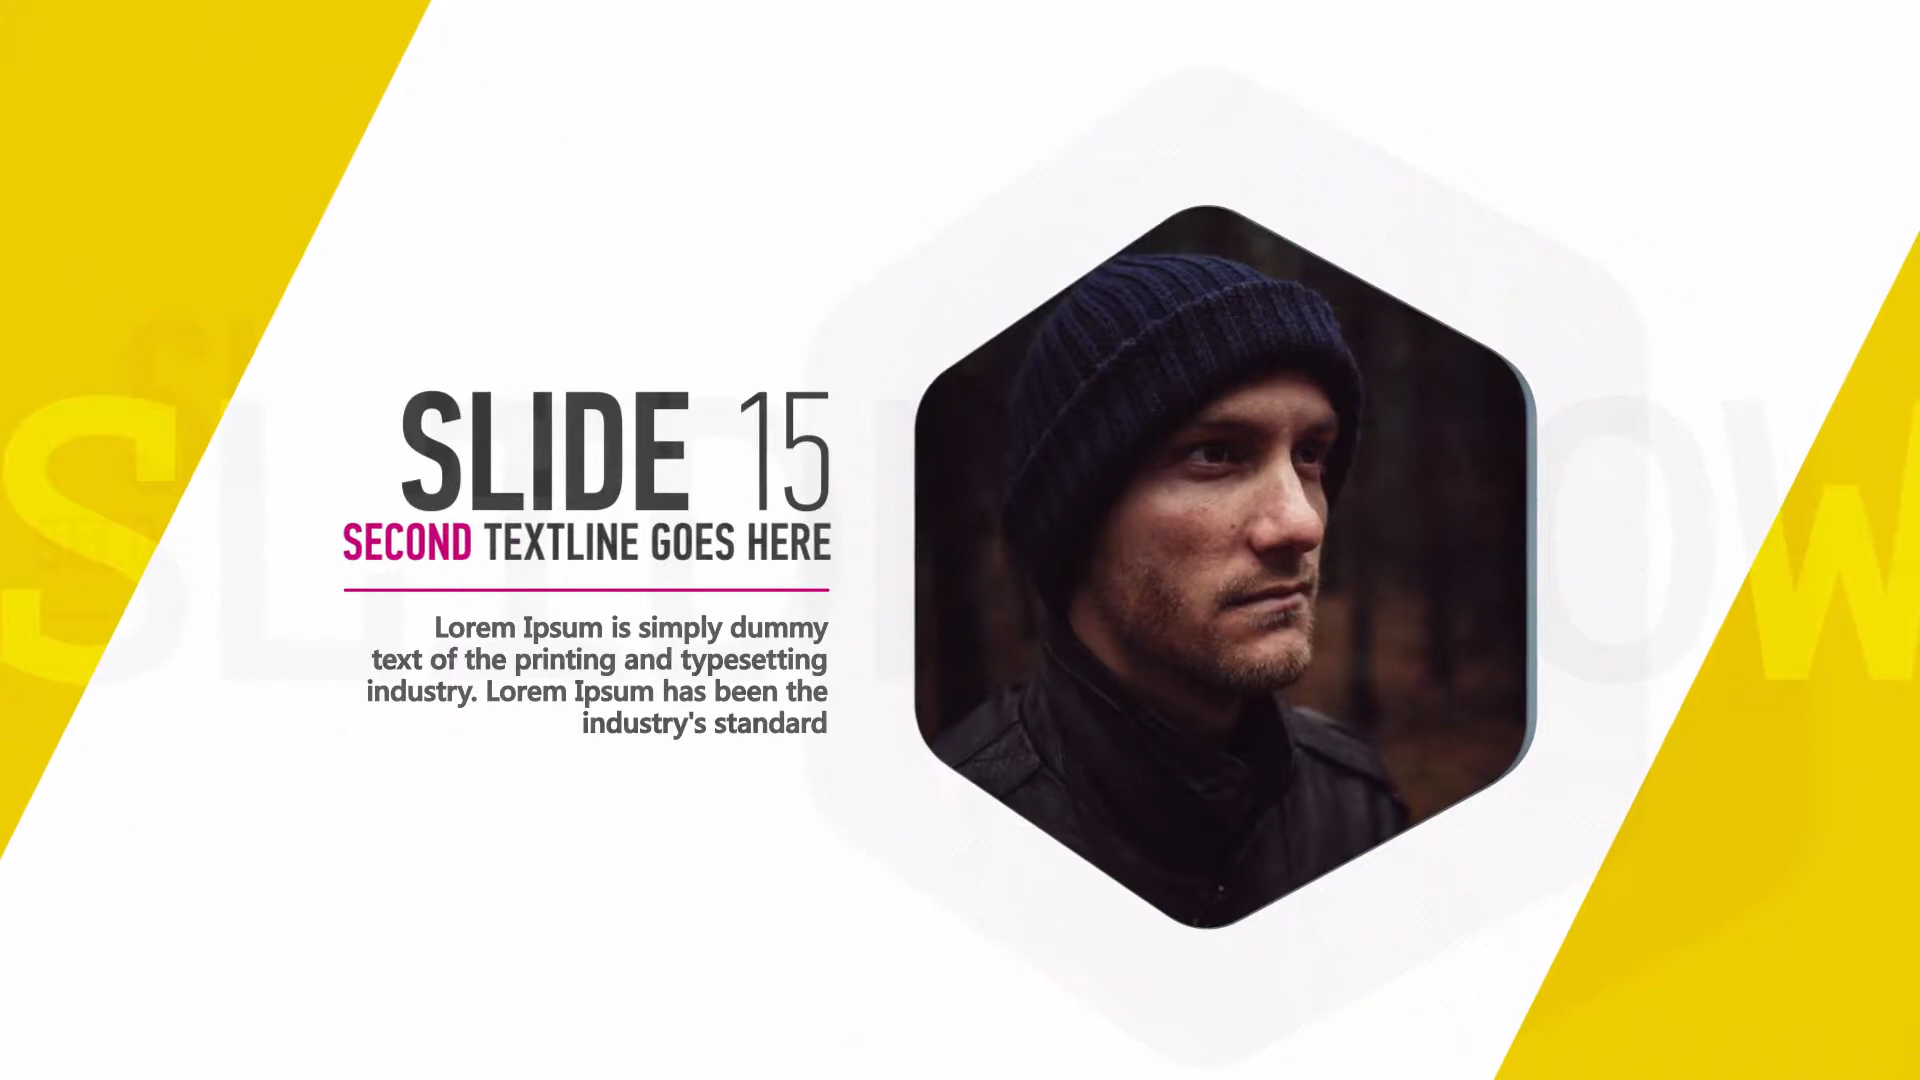 SLIDE 15
SECOND TEXTLINE GOES HERE
Lorem Ipsum is simply dummy
text of the printing and typesetting
industry. Lorem Ipsum has been the
industry's standard